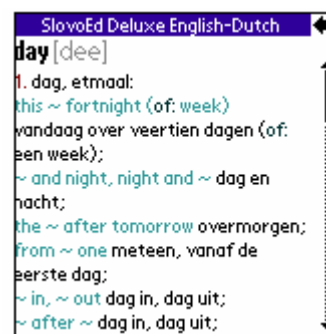 SlovoEd Deluxe English-Dutch
day [dee]
1. dag, etmaal:
this ~ fortnight (of: week)
vandaag over veertien dagen (of:
een week);
~ and night, night and ~ dag en
nacht;
the ~ after tomorrow overmorgen;
from ~ one meteen, vanaf de
eerste dag;
~ in, ~ out dag in, dag uit;
~ after ~ dag in, dag uit;